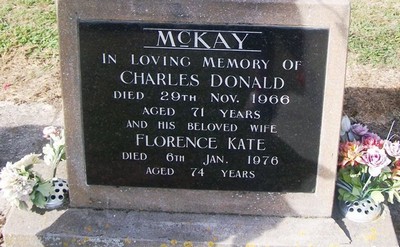 McKAY
IN LOVING MEMORY OF
CHARLES DONALD
DIED 29TH NOV. 1966
AGED 71 YEARS
AND HIS BELOVED WIFE
FLORENCE KATE
DIED 6TH JAN. 1976
AGED 74 YEARS